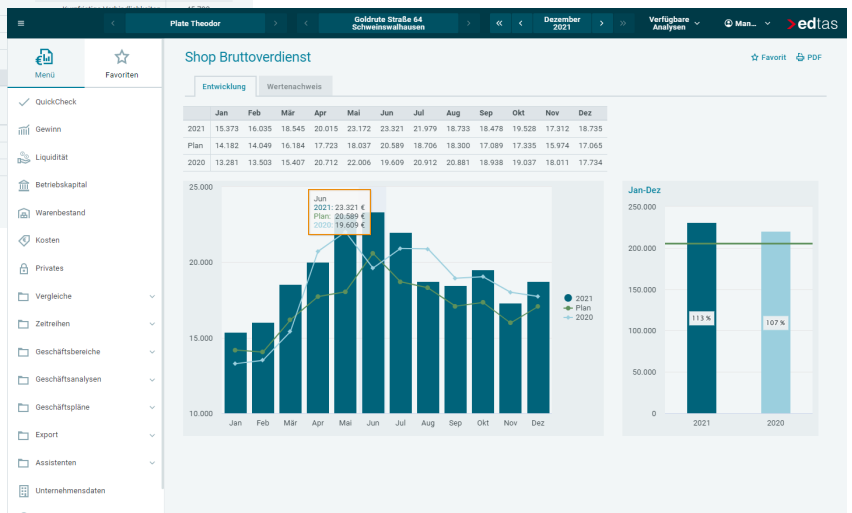 Plate Theodor
Goldrute Straße 64
Schweinswalhausen
Dezember
2021
Verfügbare
Analysen
Man...
>edtas
Menü
Favoriten
QuickCheck
Gewinn
Liquidität
Betriebskapital
Warenbestand
Kosten
Privates
Vergleiche
Zeitreihen
Geschäftsbereiche
Geschäftsanalysen
Geschäftspläne
Export
Assistenten
Unternehmensdaten
Shop Bruttoverdienst
Favorit PDF
Entwicklung Wertenachweis
Jan Feb Mär Apr Mai Jun Jul Aug Sep Okt Nov Dez
2021 15.373 16.035 18.545 20.015 23.172 23.321 21.979 18.733 18.478 19.528 17.312 18.735
Plan 14.182 14.049 16.184 17.723 18.037 20.589 18.706 18.300 17.089 17.335 15.974 17.065
2020 13.281 13.503 15.407 20.712 22.006 19.609 20.912 20.881 18.938 19.037 18.011 17.734
25.000
20.000
15.000
10.000
Jun
2021: 23.321 €
Plan: 20.589 €
2020: 19.609 €
Jan Feb Mär Apr Mai Jun Jul Aug Sep Okt Nov Dez
2021
Plan
2020
Jan-Dez
250.000
200.000
150.000
100.000
50.000
0
113 %
107 %
2021 2020